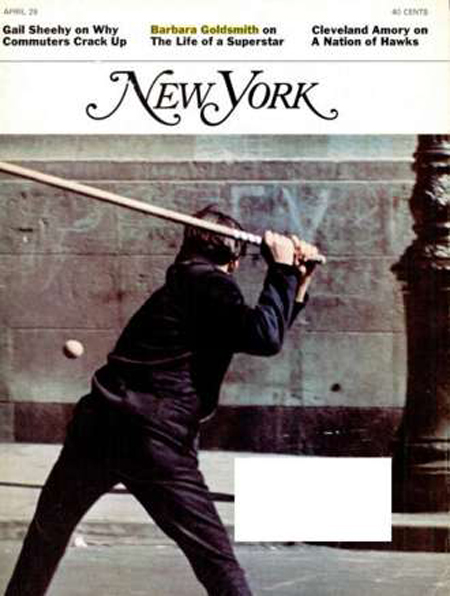 APRIL 29
40 CENTS
Gail Sheehy on Why
Commuters Crack Up
Barbara Goldsmith on
The Life of a Superstar
Cleveland Amory on
A Nation of Hawks
NEW YORK